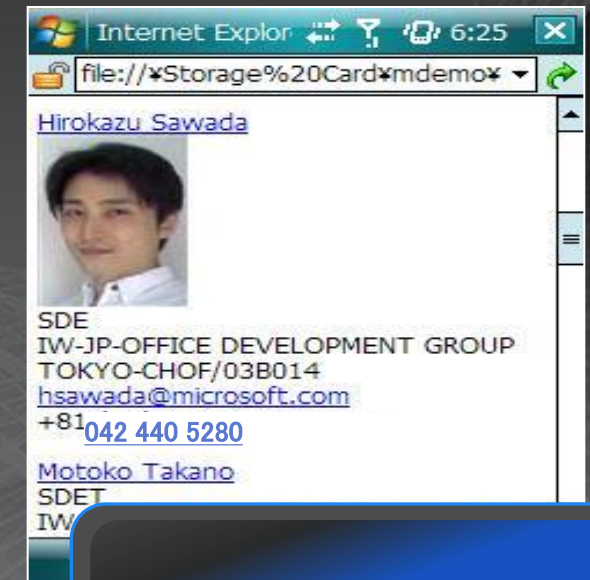 Internet Explor 6:25
file://¥Storage%20Card¥mdemo¥
Hirokazu Sawada
SDE
IW-JP-OFFICE DEVELOPMENT GROUP
TOKYO-CHOF/03B014
hsawada@microsoft.com
+81
042 440 5280
Motoko Takano
SDET
IW